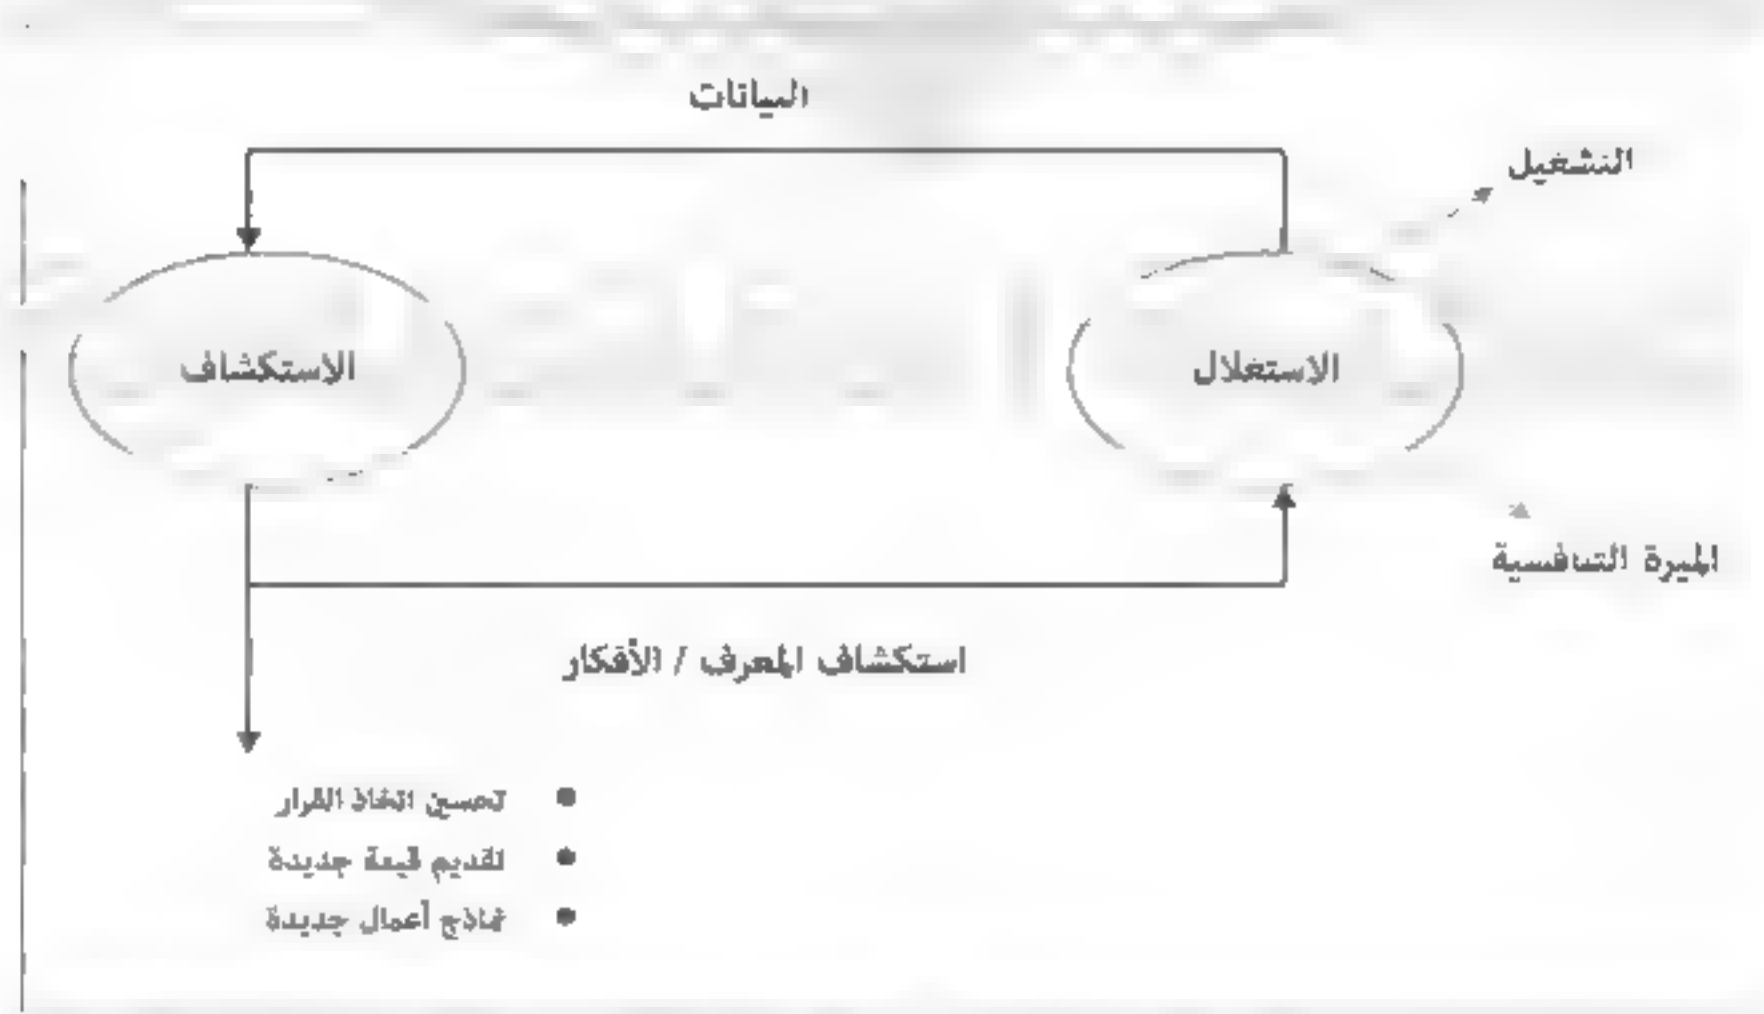 البيانات
التشغيل
الاستكشاف
الاستغلال
الميزة التنافسية
استكشاف المعرف / الأفكار
• تحسين اتخاذ القرار
• تقديم قيمة جديدة
• نماذج أعمال جديدة